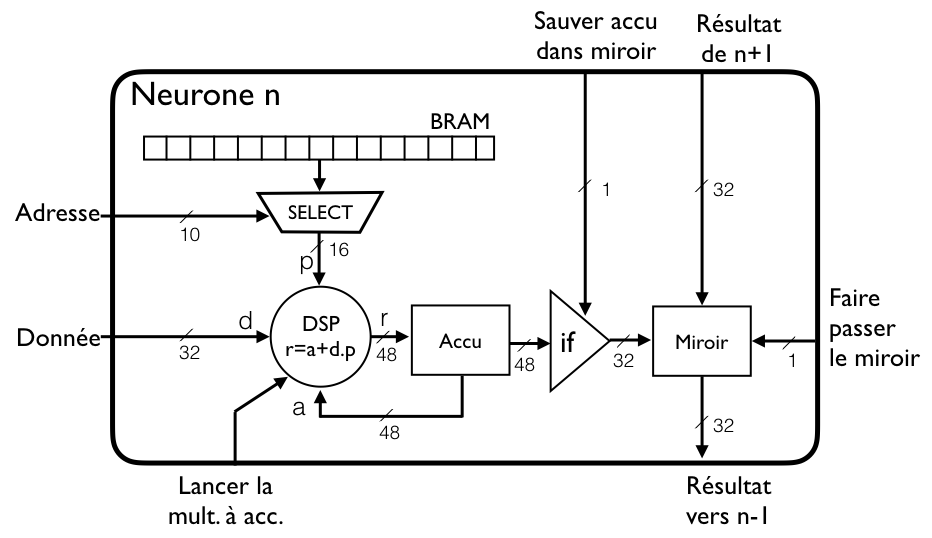 Sauver accu
dans miroir
Résultat
de n+1
Neurone n
BRAM
1
32
SELECT
Adresse
10
16
p
Faire
passer
le miroir
Donnée
32
d
DSP
r=a+d.p
r
48
Accu
48
if
32
Miroir
1
a
48
32
Lancer la
mult. à acc.
Résultat
vers n-1